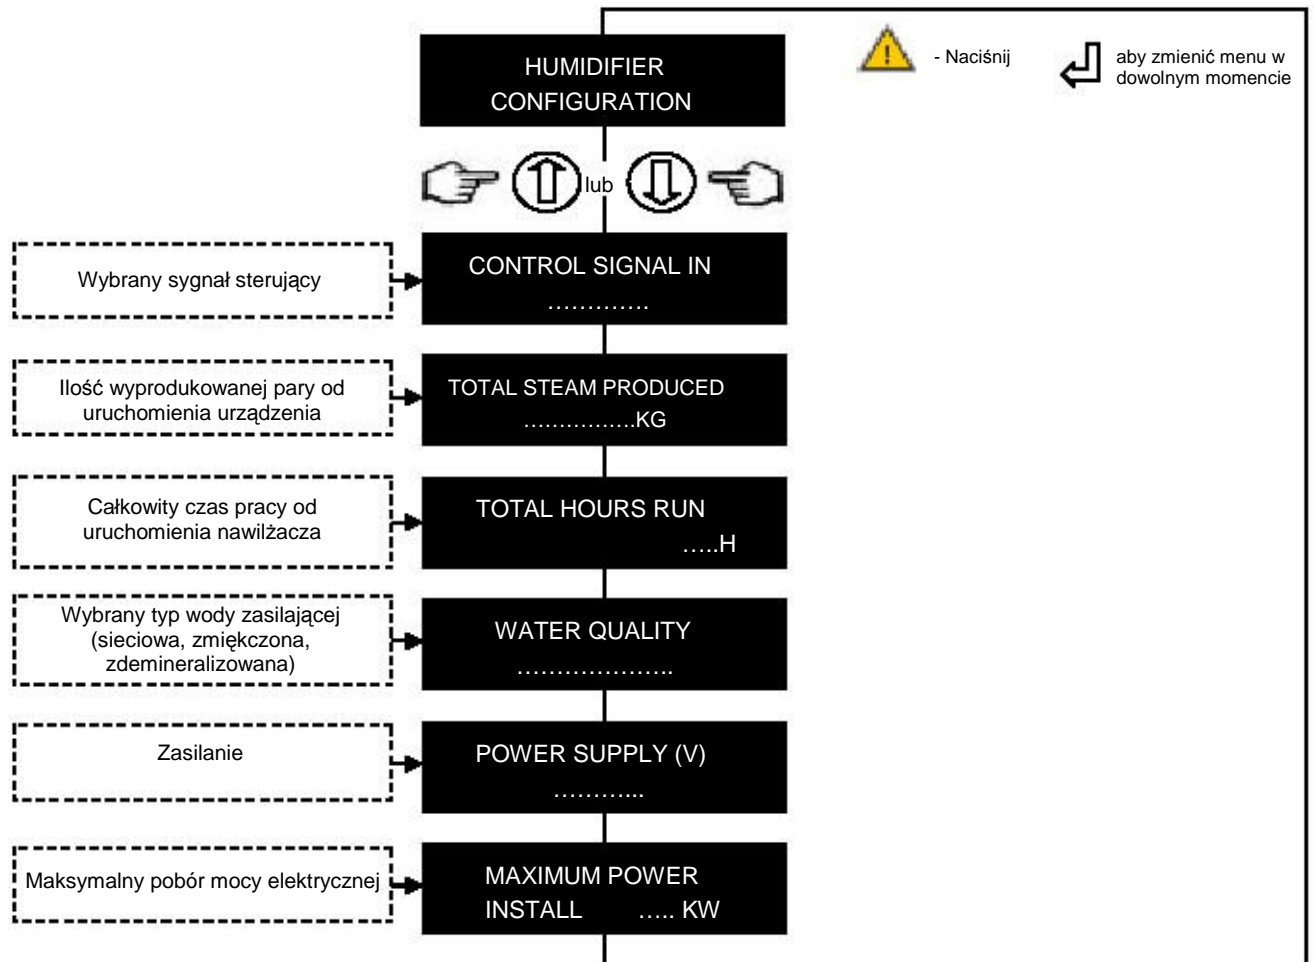 HUMIDIFIER
CONFIGURATION
- Naciśnij
aby zmienić menu w
dowolnym momencie
lub
Wybrany sygnał sterujący
CONTROL SIGNAL IN
………….
Ilość wyprodukowanej pary od
uruchomienia urządzenia
TOTAL STEAM PRODUCED
…………….KG
Całkowity czas pracy od
uruchomienia nawilżacza
TOTAL HOURS RUN
…..H
Wybrany typ wody zasilającej
(sieciowa, zmiękczona,
zdemineralizowana)
WATER QUALITY
………………..
Zasilanie
POWER SUPPLY (V)
………...
Maksymalny pobór mocy elektrycznej
MAXIMUM POWER
INSTALL ….. KW